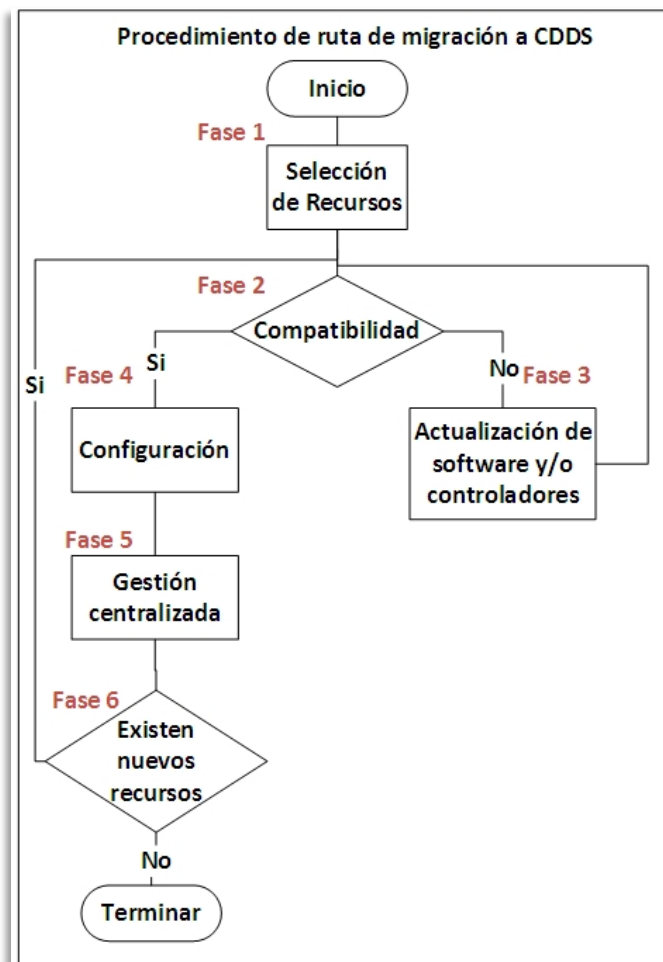 Procedimiento de ruta de migración a CDDS
Inicio
Fase 1
Selección
de Recursos
Fase 2
Compatibilidad
Si
Fase 4
No
Fase 3
Si
Configuración
Actualización de
software y/o
controladores
Fase 5
Gestión
centralizada
Fase 6
Existen
nuevos
recursos
No
Terminar